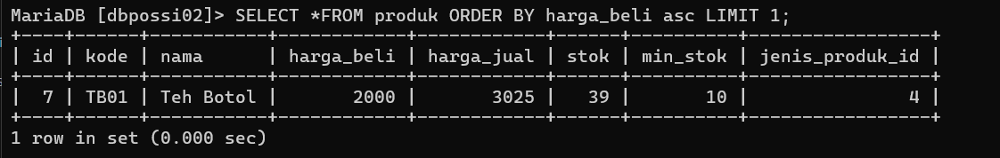 MariaDB [dbpossi02]> SELECT *FROM produk ORDER BY harga_beli asc LIMIT 1;
+----+------+-----------+------------+------------+------+----------+-----------------+
| id | kode | nama      | harga_beli | harga_jual | stok | min_stok | jenis_produk_id |
+----+------+-----------+------------+------------+------+----------+-----------------+
|  7 | TB01 | Teh Botol |       2000 |       3025 |   39 |       10 |               4 |
+----+------+-----------+------------+------------+------+----------+-----------------+
1 row in set (0.000 sec)